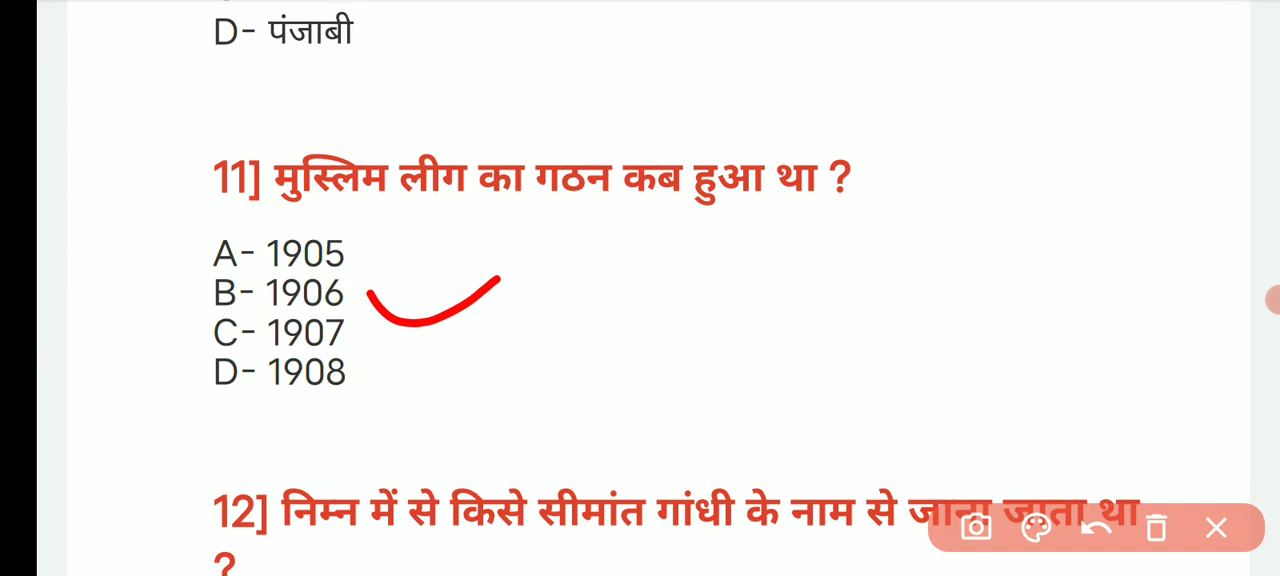 D- पंजाबी
11] मुस्लिम लीग का गठन कब हुआ था ?
A- 1905
B- 1906
C- 1907
D- 1908
12] निम्न में से किसे सीमांत गांधी के नाम से जाना जाता था
?